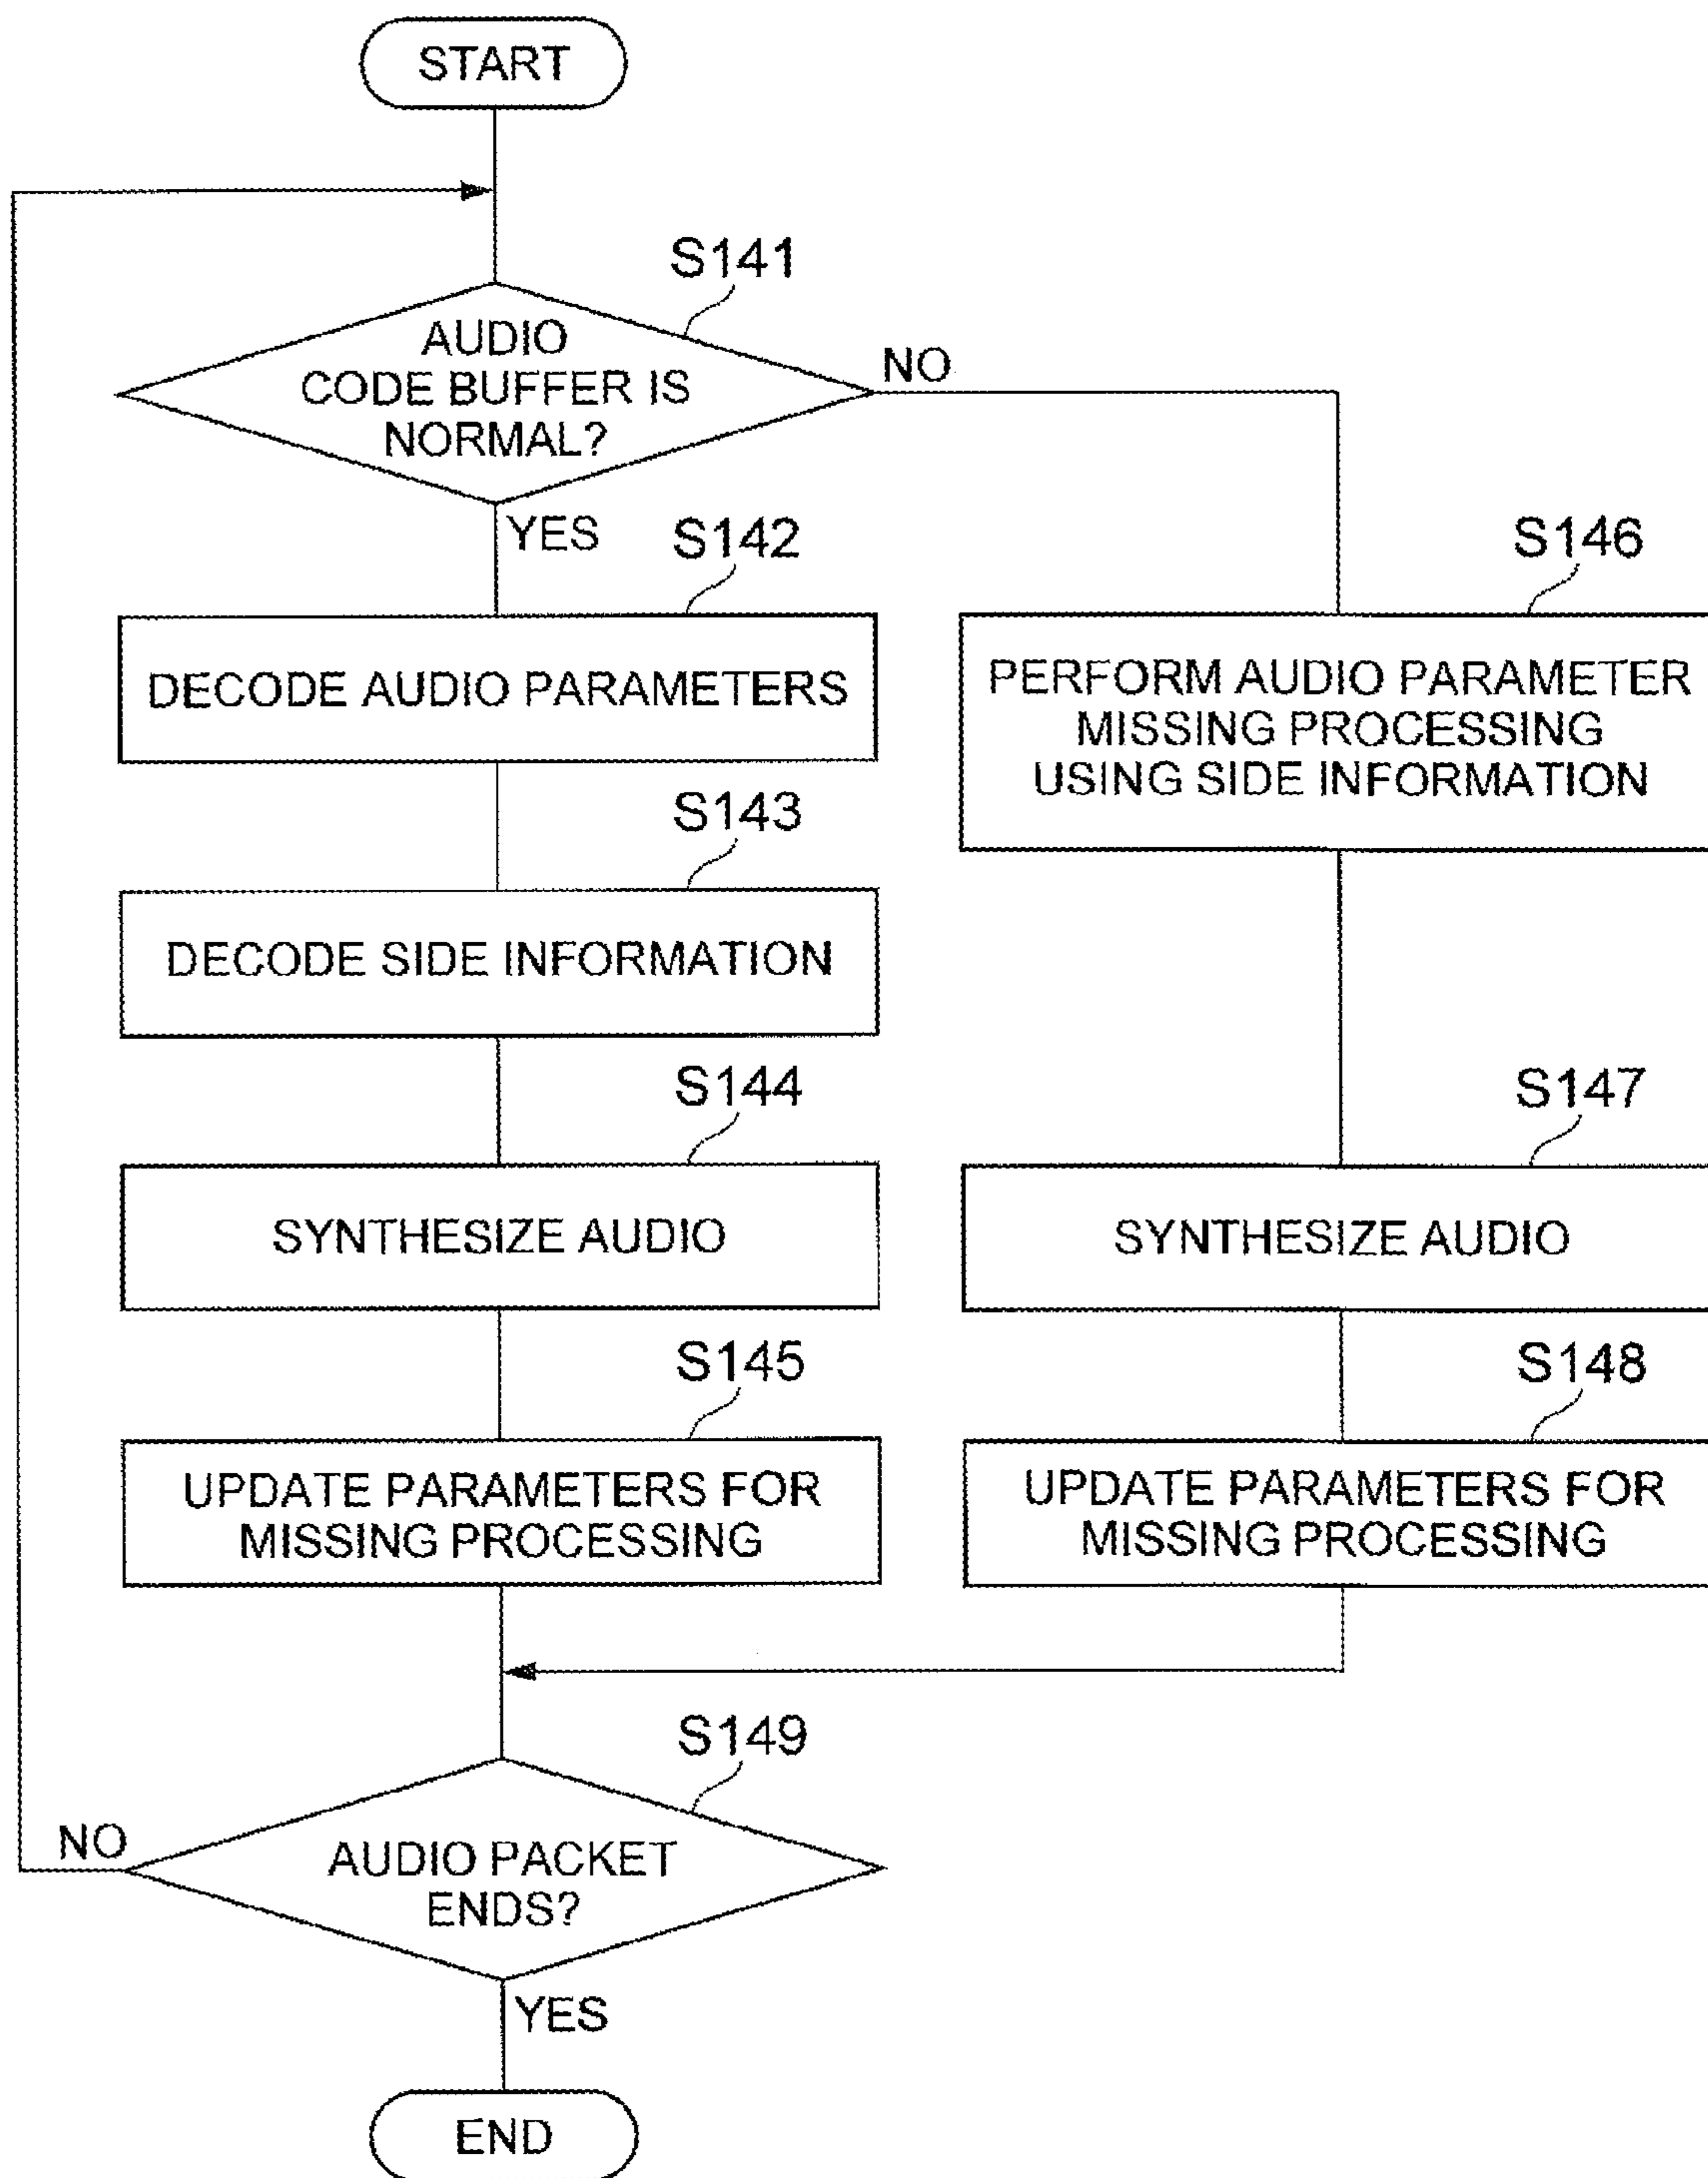 START
S141
AUDIO
CODE BUFFER IS
NORMAL?
NO
YES
S142
DECODE AUDIO PARAMETERS
S146
PERFORM AUDIO PARAMETER
MISSING PROCESSING
USING SIDE INFORMATION
S143
DECODE SIDE INFORMATION
S144
SYNTHESIZE AUDIO
S147
SYNTHESIZE AUDIO
S145
UPDATE PARAMETERS FOR
MISSING PROCESSING
S148
UPDATE PARAMETERS FOR
MISSING PROCESSING
S149
AUDIO PACKET
ENDS?
NO
YES
END